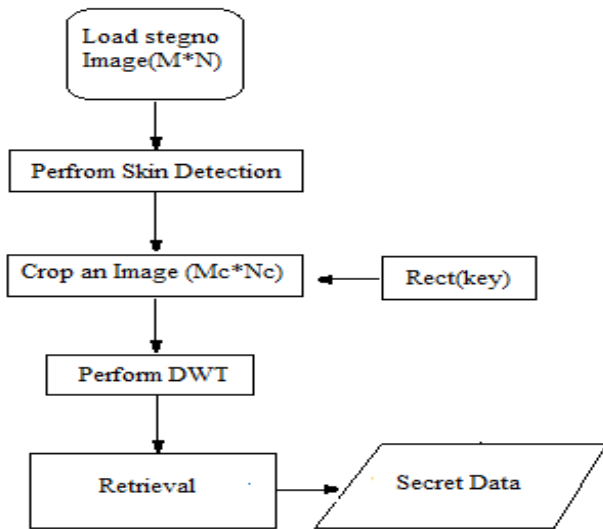 Load stegno
Image(M*N)
Perfrom Skin Detection
Crop an Image (Mc*Nc)
Rect(key)
Perform DWT
Retrieval
Secret Data